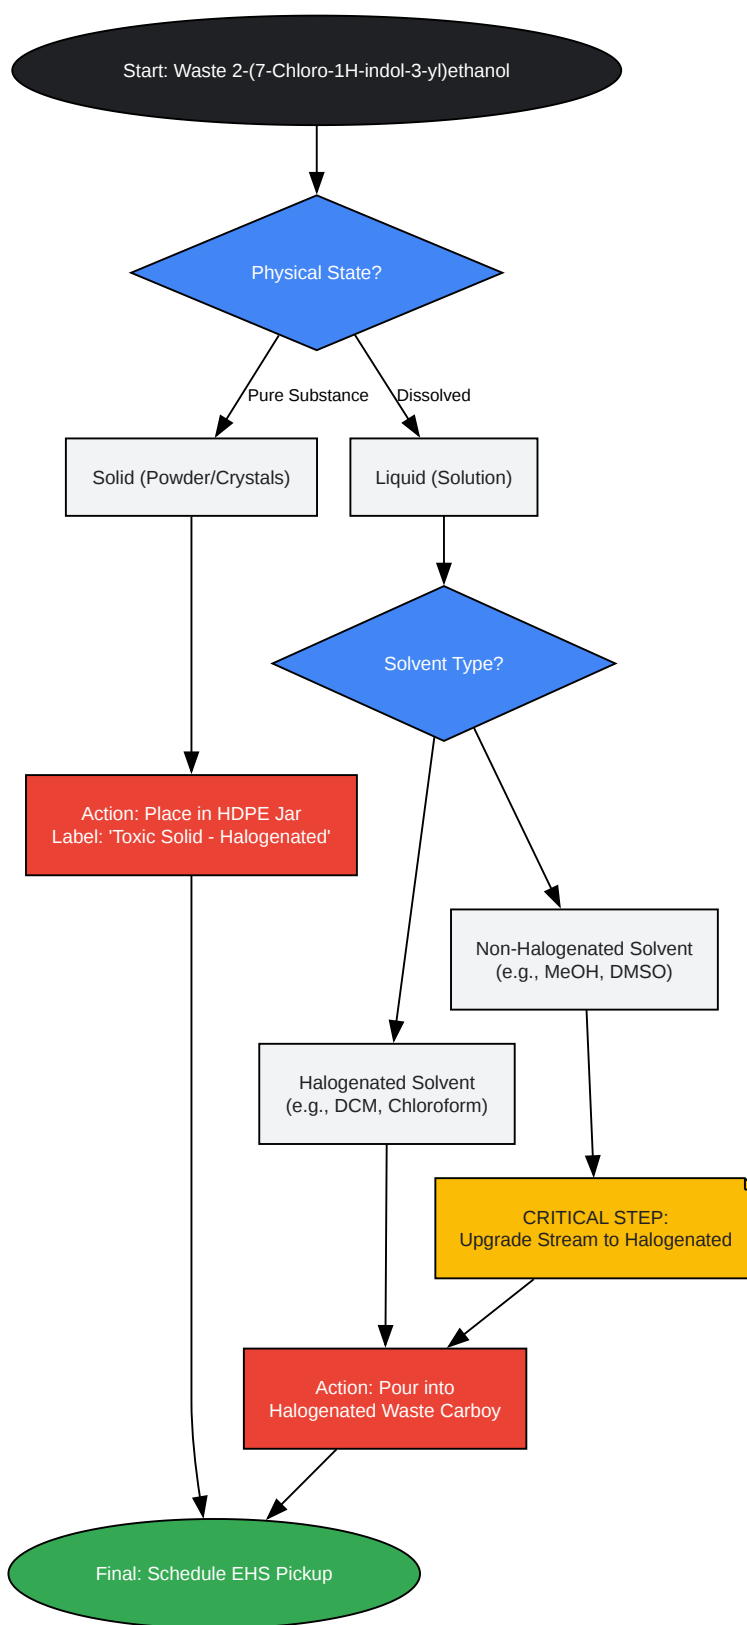 Start: Waste 2-(7-Chloro-1H-indol-3-yl)ethanol
Physical State?
Pure Substance
Dissolved
Solid (Powder/Crystals)
Liquid (Solution)
Solvent Type?
Action: Place in HDPE Jar
Label: 'Toxic Solid - Halogenated'
Non-Halogenated Solvent
(e.g., MeOH, DMSO)
Halogenated Solvent
(e.g., DCM, Chloroform)
CRITICAL STEP:
Upgrade Stream to Halogenated
Action: Pour into
Halogenated Waste Carboy
Final: Schedule EHS Pickup